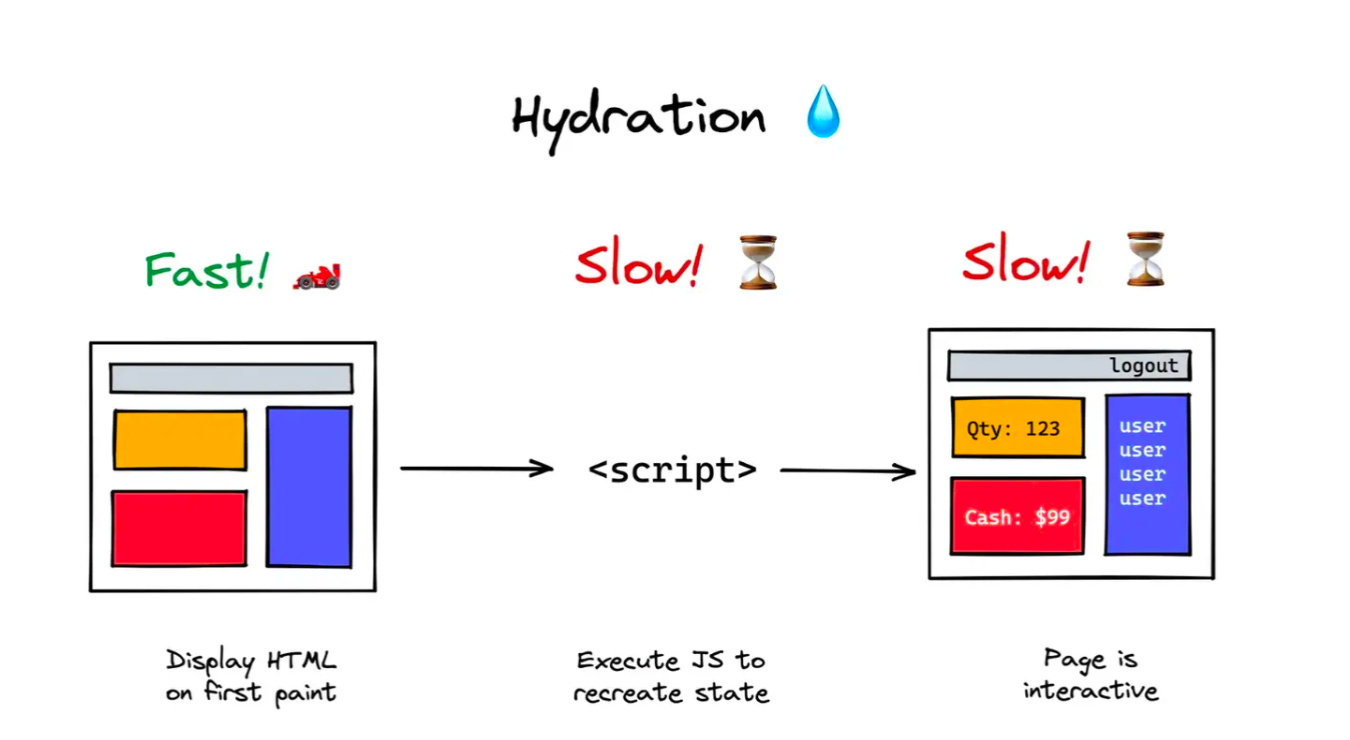 Hydration 💧
Fast! 🏎️
Slow! ⏳
Slow! ⏳
<script>
logout
Qty: 123
Cash: $99
user
user
user
user
Display HTML
on first paint
Execute JS to
recreate state
Page is
interactive